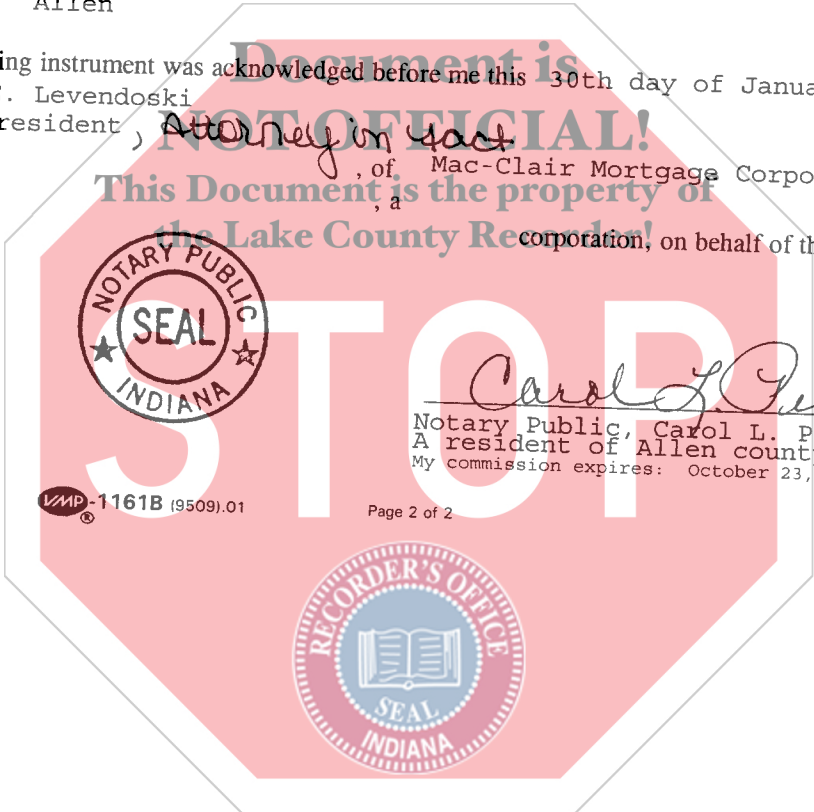 Allen
ing instrument was acknowledged before me this 30th day of Janua
. Levendoski
resident , Attorney in fact
, of Mac-Clair Mortgage Corpo
, a
corporation, on behalf of th
Document is
NOT OFFICIAL!
This Document is the property of
the Lake County Recorder!
NOTARY PUBLIC
SEAL
INDIANA
STOP
Carol L.
Notary Public, Carol L. P
A resident of Allen count
My commission expires: October 23,
VMP-1161B (9509).01
®
Page 2 of 2
RECORDER'S OFFICE
SEAL
INDIANA